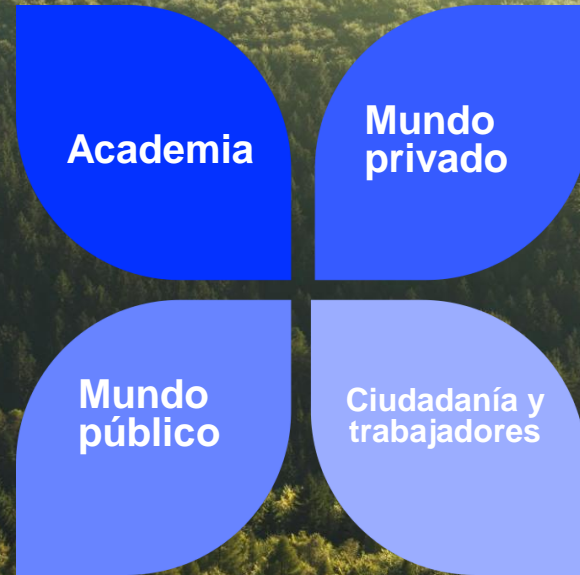 Academia
Mundo
privado
Mundo
público
Ciudadanía y
trabajadores